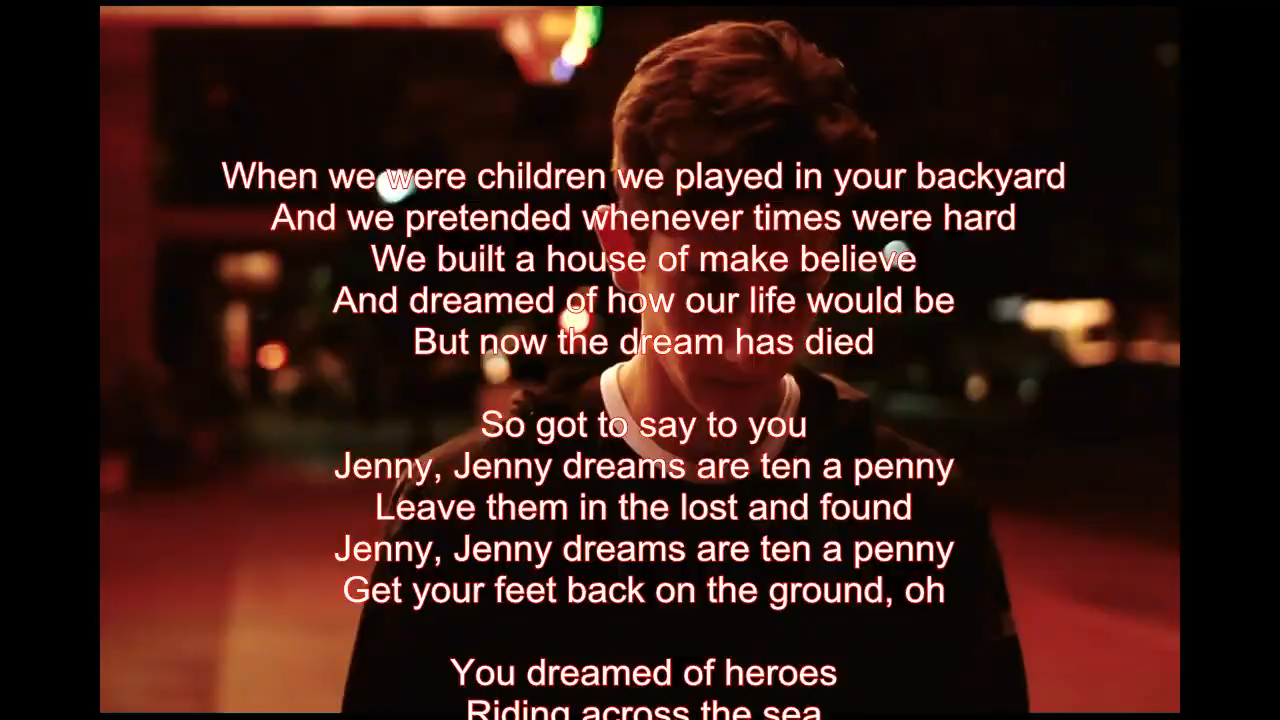 When we were children we played in your backyard
And we pretended whenever times were hard
We built a house of make believe
And dreamed of how our life would be
But now the dream has died
So got to say to you
Jenny, Jenny dreams are ten a penny
Leave them in the lost and found
Jenny, Jenny dreams are ten a penny
Get your feet back on the ground, oh
You dreamed of heroes
Riding across the sea